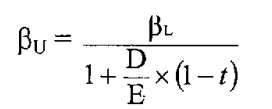 βU = βL / (1 + D/E × (1 − t))